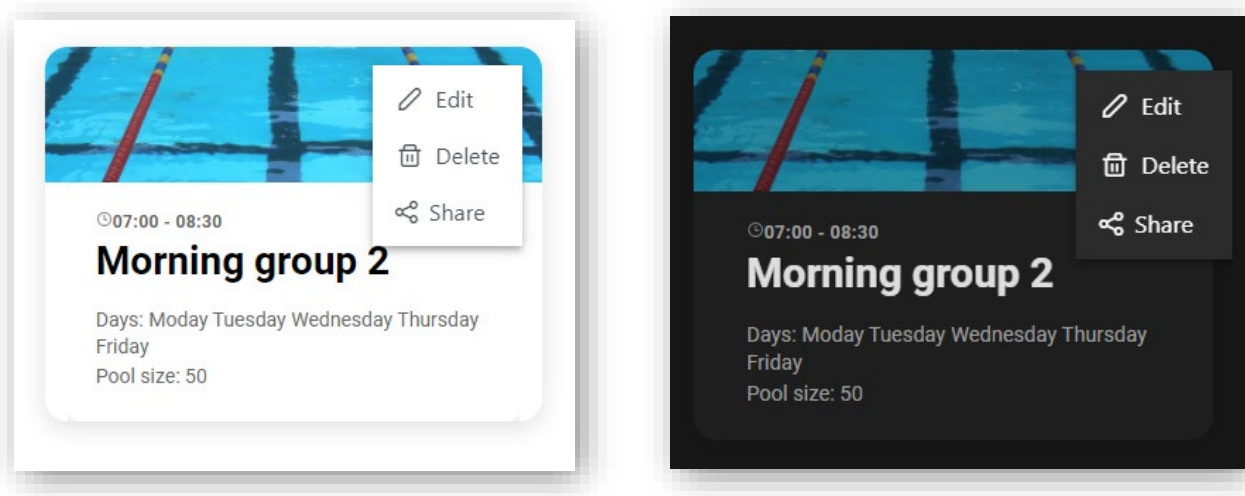 Edit
Delete
Share
07:00 - 08:30
Morning group 2
Days: Moday Tuesday Wednesday Thursday
Friday
Pool size: 50
Edit
Delete
Share
07:00 - 08:30
Morning group 2
Days: Moday Tuesday Wednesday Thursday
Friday
Pool size: 50